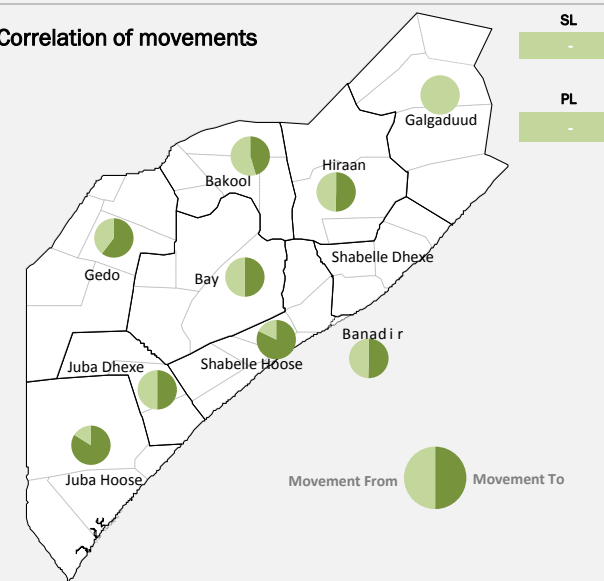 Correlation of movements
SL
-
PL
-
Galgaduud
Hiraan
Bakool
Shabelle Dhexe
Gedo
Bay
Banadir
Shabelle Hoose
Juba Dhexe
Juba Hoose
Movement From
Movement To